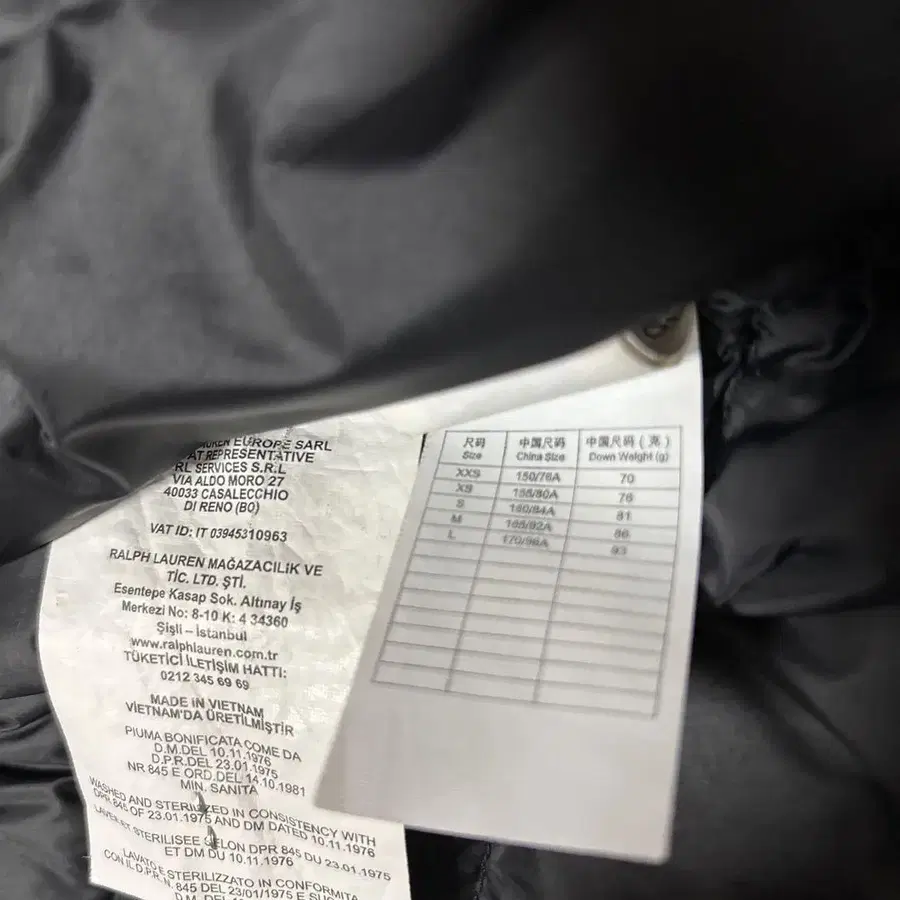 LAUREN EUROPE SARL
AT REPRESENTATIVE
RL SERVICES S.R.L
VIA ALDO MORO 27
40033 CASALECCHIO
DI RENO (BO)
VAT ID: IT 03945310963
RALPH LAUREN MAĞAZACILIK VE
TİC. LTD. ŞTİ.
Esentepe Kasap Sok. Altınay İş
Merkezi No: 8-10 K: 4 34360
Şişli – İstanbul
www.ralphlauren.com.tr
TÜKETİCİ İLETİŞİM HATTI:
0212 345 69 69
MADE IN VIETNAM
VİETNAM'DA ÜRETİLMİŞTİR
PIUMA BONIFICATA COME DA
D.M.DEL 10.11.1976
D.P.R.DEL 23.01.1975
NR 845 E ORD.DEL 14.10.1981
MIN. SANITA
WASHED AND STERILIZED IN CONSISTENCY WITH
DPR 845 OF 23.01.1975 AND DM DATED 10.11.1976
LAVER ET STERILISEE SELON DPR 845 DU 23.01.1975
ET DM DU 10.11.1976
LAVATO E STERILIZZATO IN CONFORMITA
CON IL D.P.R N. 845 DEL 23/01/1975 E SUC
D.M. DEL 10
尺码 中国尺码 中国尺码（克）
Size China Size Down Weight (g)
XXS 150/76A 70
XS 155/80A 76
S 160/84A 81
M 165/92A 86
L 170/96A 93